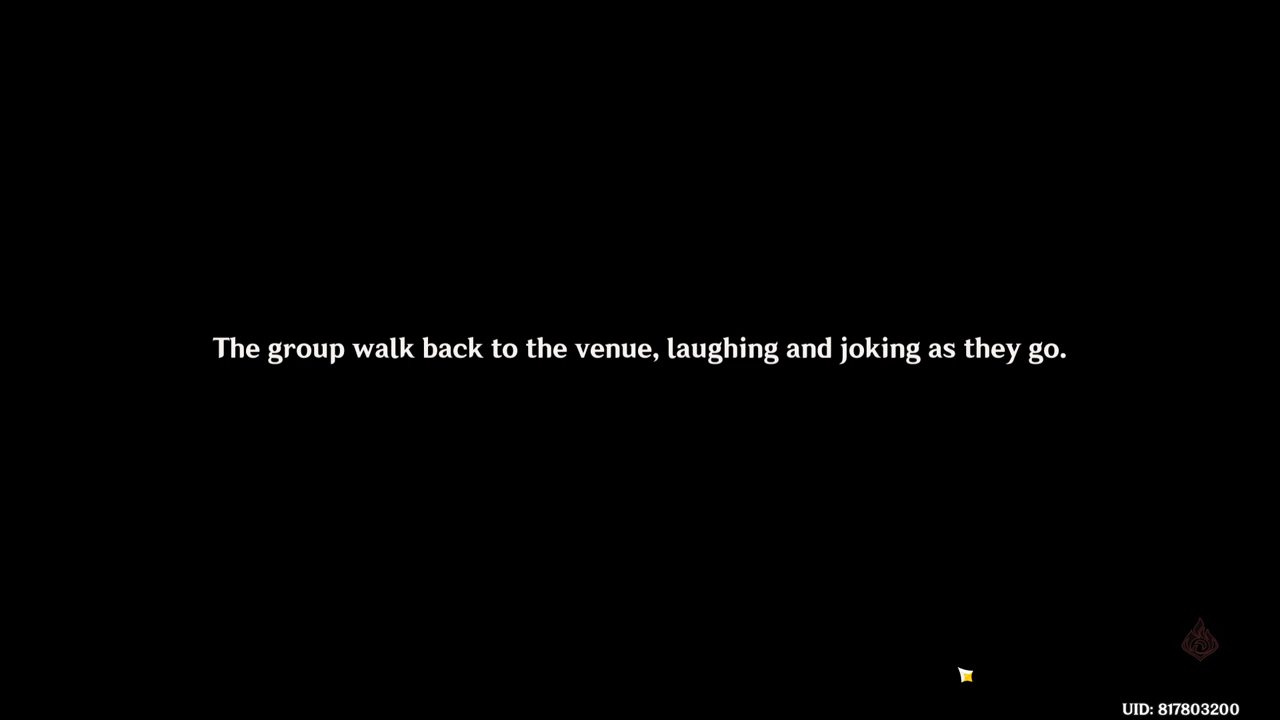 The group walk back to the venue, laughing and joking as they go.
UID: 817803200